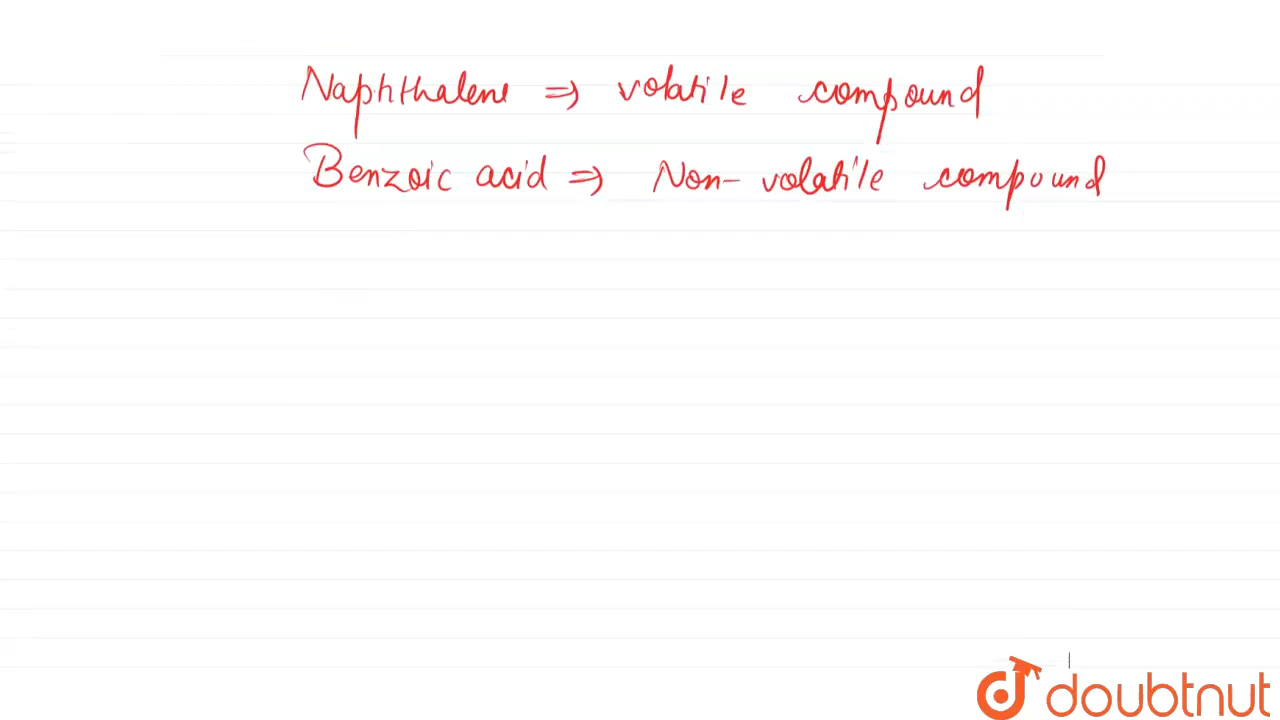 Naphthalene ⇒ volatile compound
Benzoic acid ⇒ Non-volatile compound
doubtnut